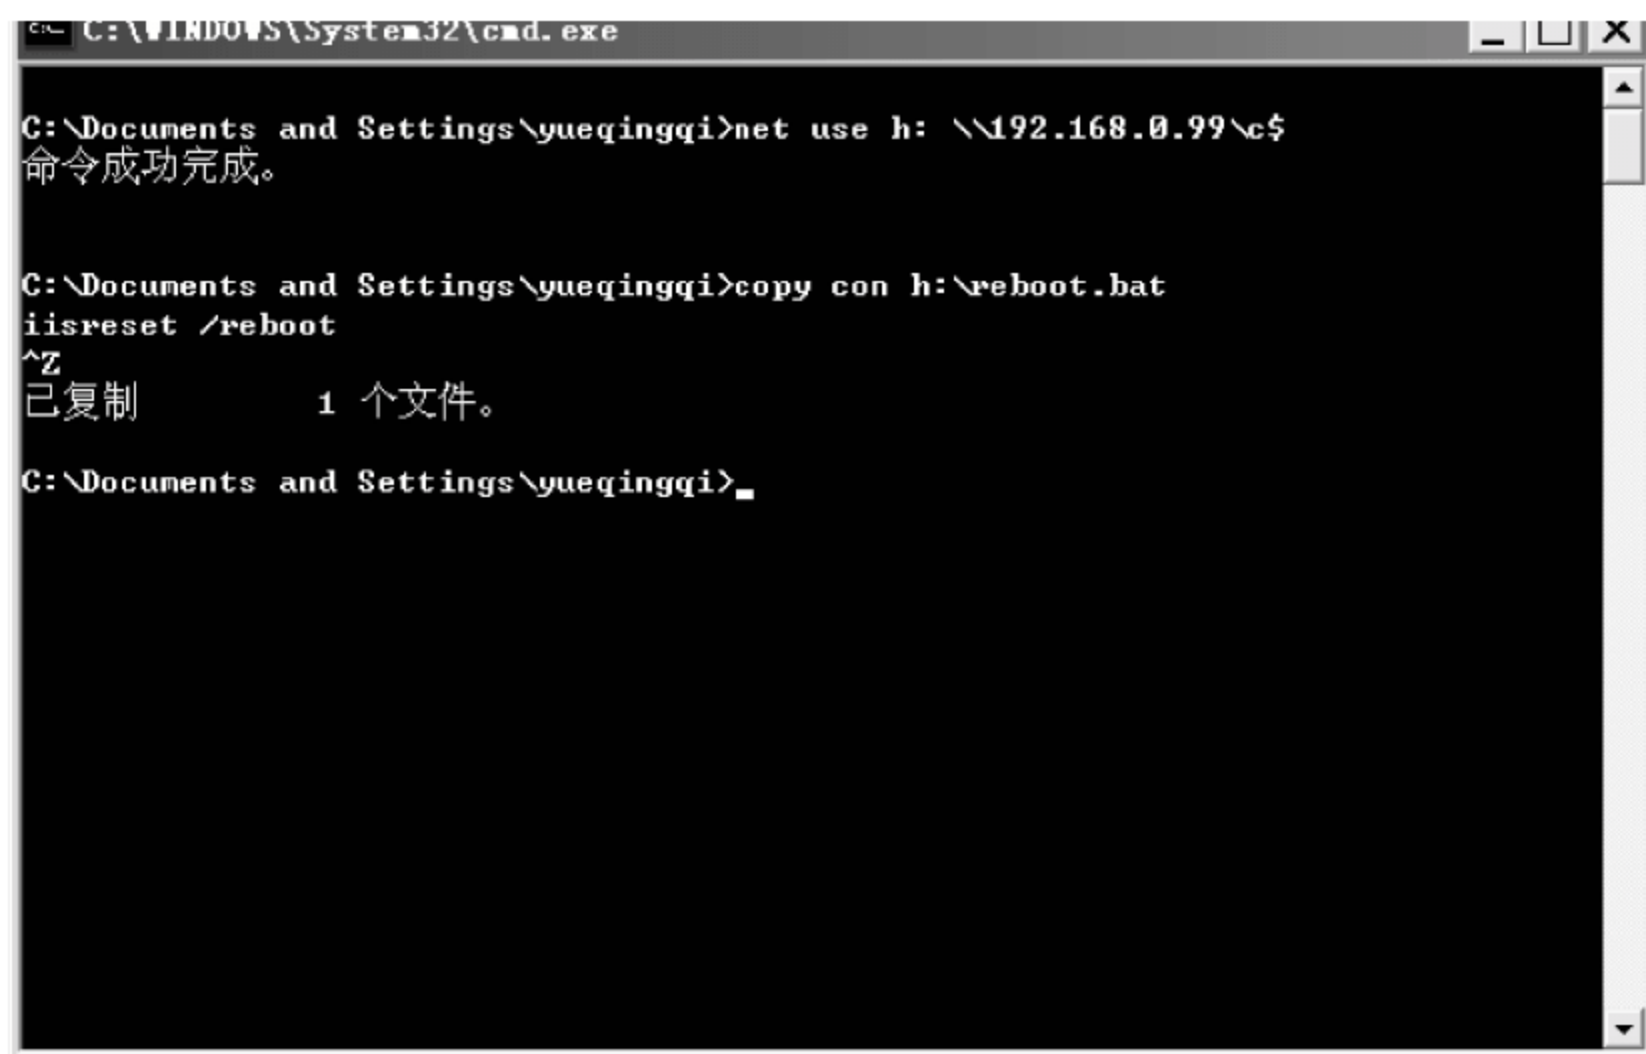 C:\WINDOWS\System32\cmd.exe
C:\Documents and Settings\yueqingqi>net use h: \\192.168.0.99\c$
命令成功完成。
C:\Documents and Settings\yueqingqi>copy con h:\reboot.bat
iisreset /reboot
^Z
已复制         1 个文件。
C:\Documents and Settings\yueqingqi>